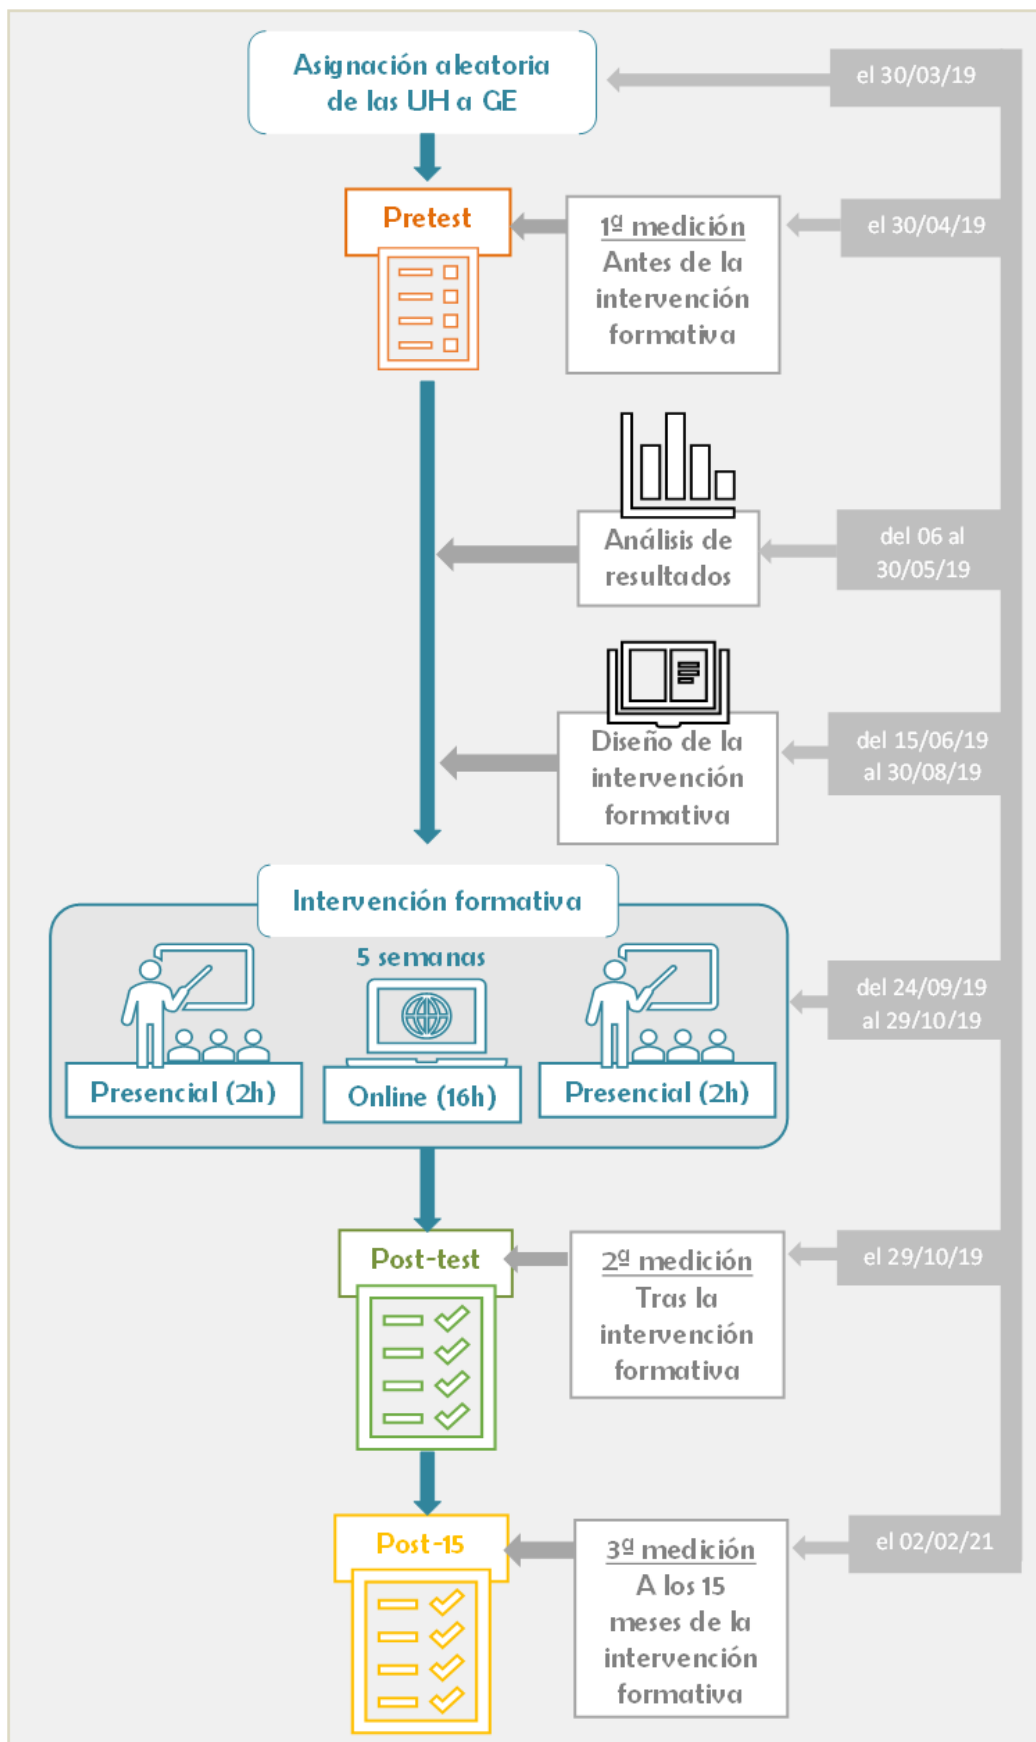 Asignación aleatoria
de las UH a GE
el 30/03/19
Pretest
1ª medición
Antes de la
intervención
formativa
el 30/04/19
Análisis de
resultados
del 06 al
30/05/19
Diseño de la
intervención
formativa
del 15/06/19
al 30/08/19
Intervención formativa
5 semanas
Presencial (2h)
Online (16h)
Presencial (2h)
del 24/09/19
al 29/10/19
Post-test
2ª medición
Tras la
intervención
formativa
el 29/10/19
Post-15
3ª medición
A los 15
meses de la
intervención
formativa
el 02/02/21